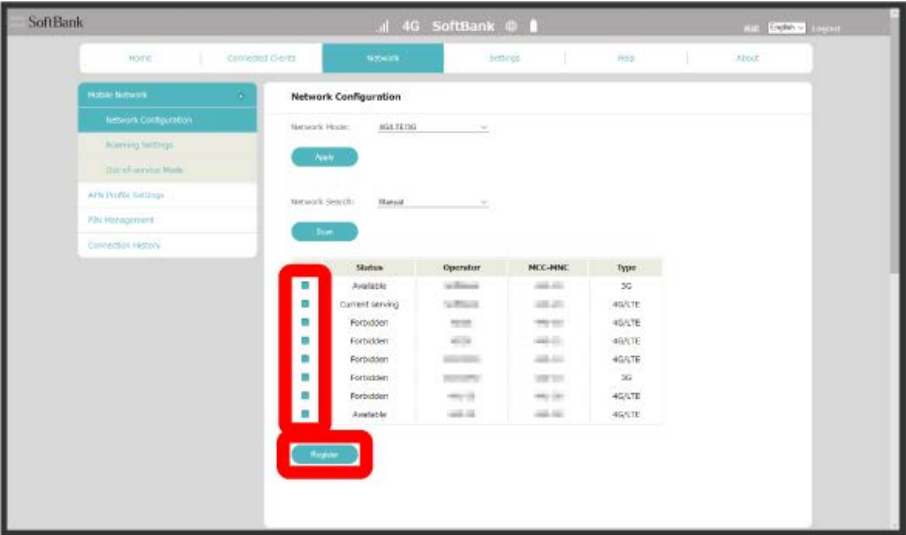 SoftBank
4G SoftBank
English Logout
Home Connected Clients Network Settings Help About
Mobile Network
Network Configuration
Roaming Settings
Out-of-service Mode
APN Profile Settings
PIN Management
Connection History
Network Configuration
Network Mode: 4G/LTE/3G
Apply
Network Search: Manual
Scan
Status Operator MCC-MNC Type
Available 3G
Current serving 4G/LTE
Forbidden 4G/LTE
Forbidden 4G/LTE
Forbidden 4G/LTE
Forbidden 3G
Forbidden 4G/LTE
Available 4G/LTE
Register